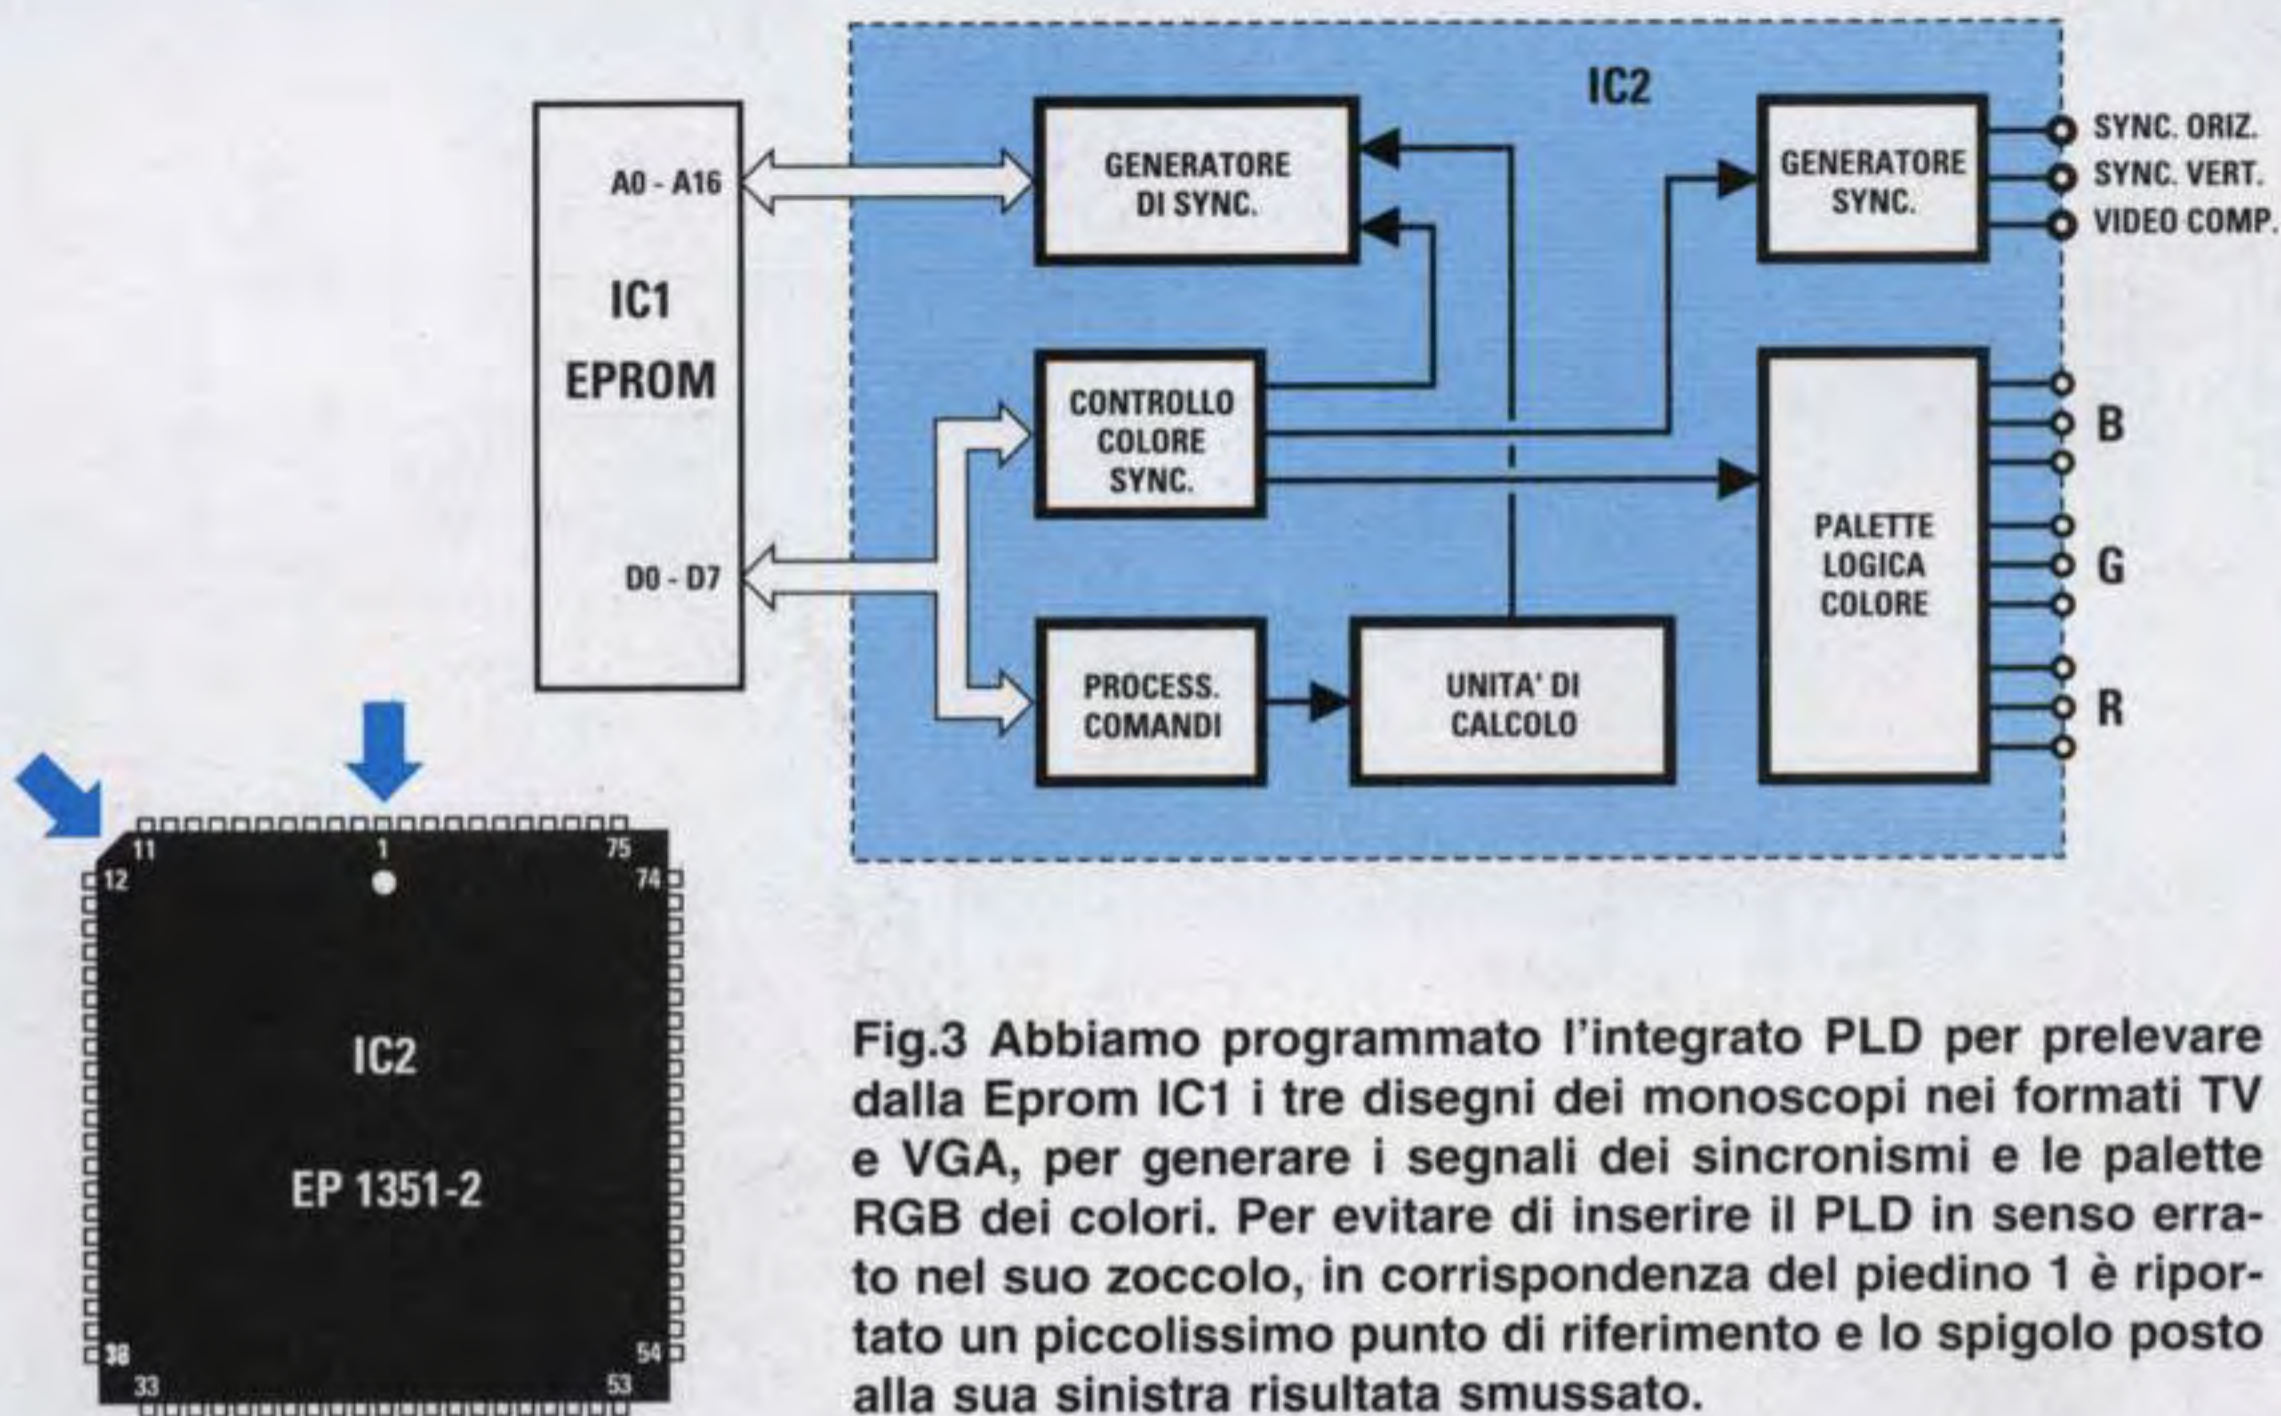 IC2
SYNC. ORIZ.
GENERATORE
DI SYNC.
GENERATORE
SYNC.
SYNC. VERT.
VIDEO COMP.
A0 - A16
IC1
EPROM
CONTROLLO
COLORE
SYNC.
B
PALETTE
LOGICA
COLORE
G
D0 - D7
PROCESS.
COMANDI
UNITA' DI
CALCOLO
R
11
1
75
12
74
IC2
EP 1351-2
38
54
33
53
Fig.3 Abbiamo programmato l'integrato PLD per prelevare
dalla Eprom IC1 i tre disegni dei monoscopi nei formati TV
e VGA, per generare i segnali dei sincronismi e le palette
RGB dei colori. Per evitare di inserire il PLD in senso erra-
to nel suo zoccolo, in corrispondenza del piedino 1 è ripor-
tato un piccolissimo punto di riferimento e lo spigolo posto
alla sua sinistra risultata smussato.